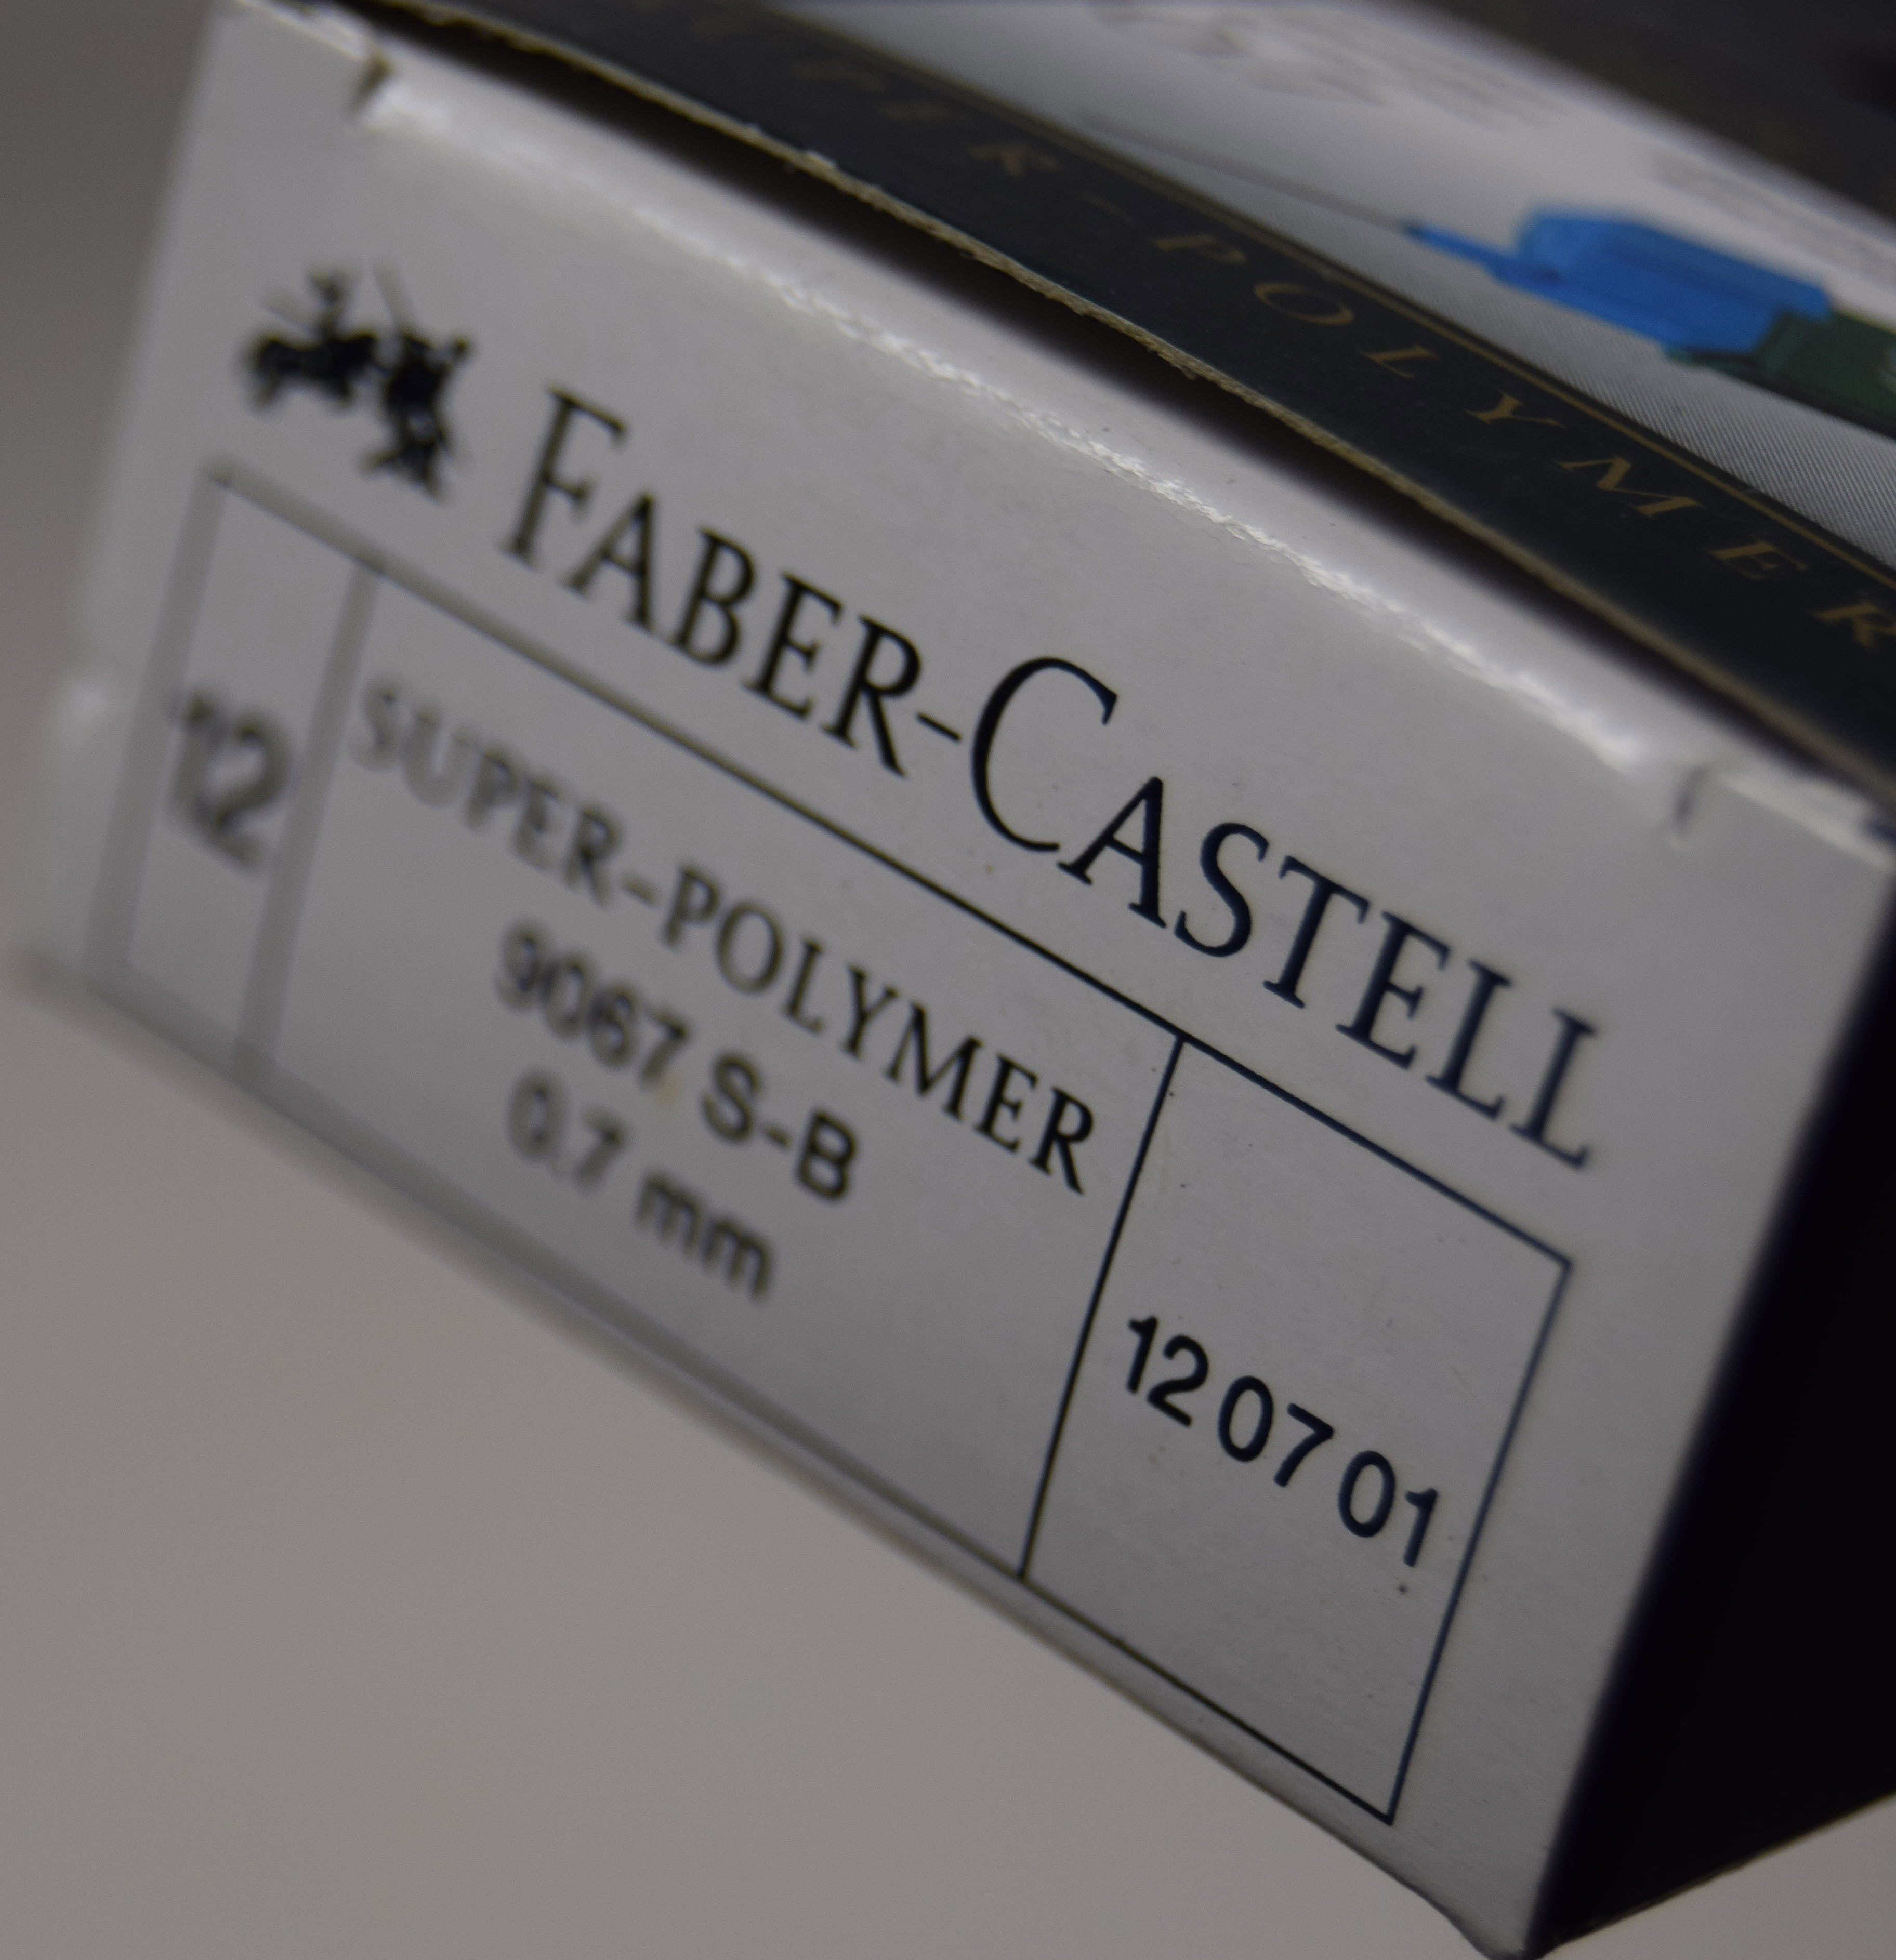 SUPER-POLYMER
FABER-CASTELL
12
SUPER-POLYMER
9067 S-B
0.7 mm
12 07 01